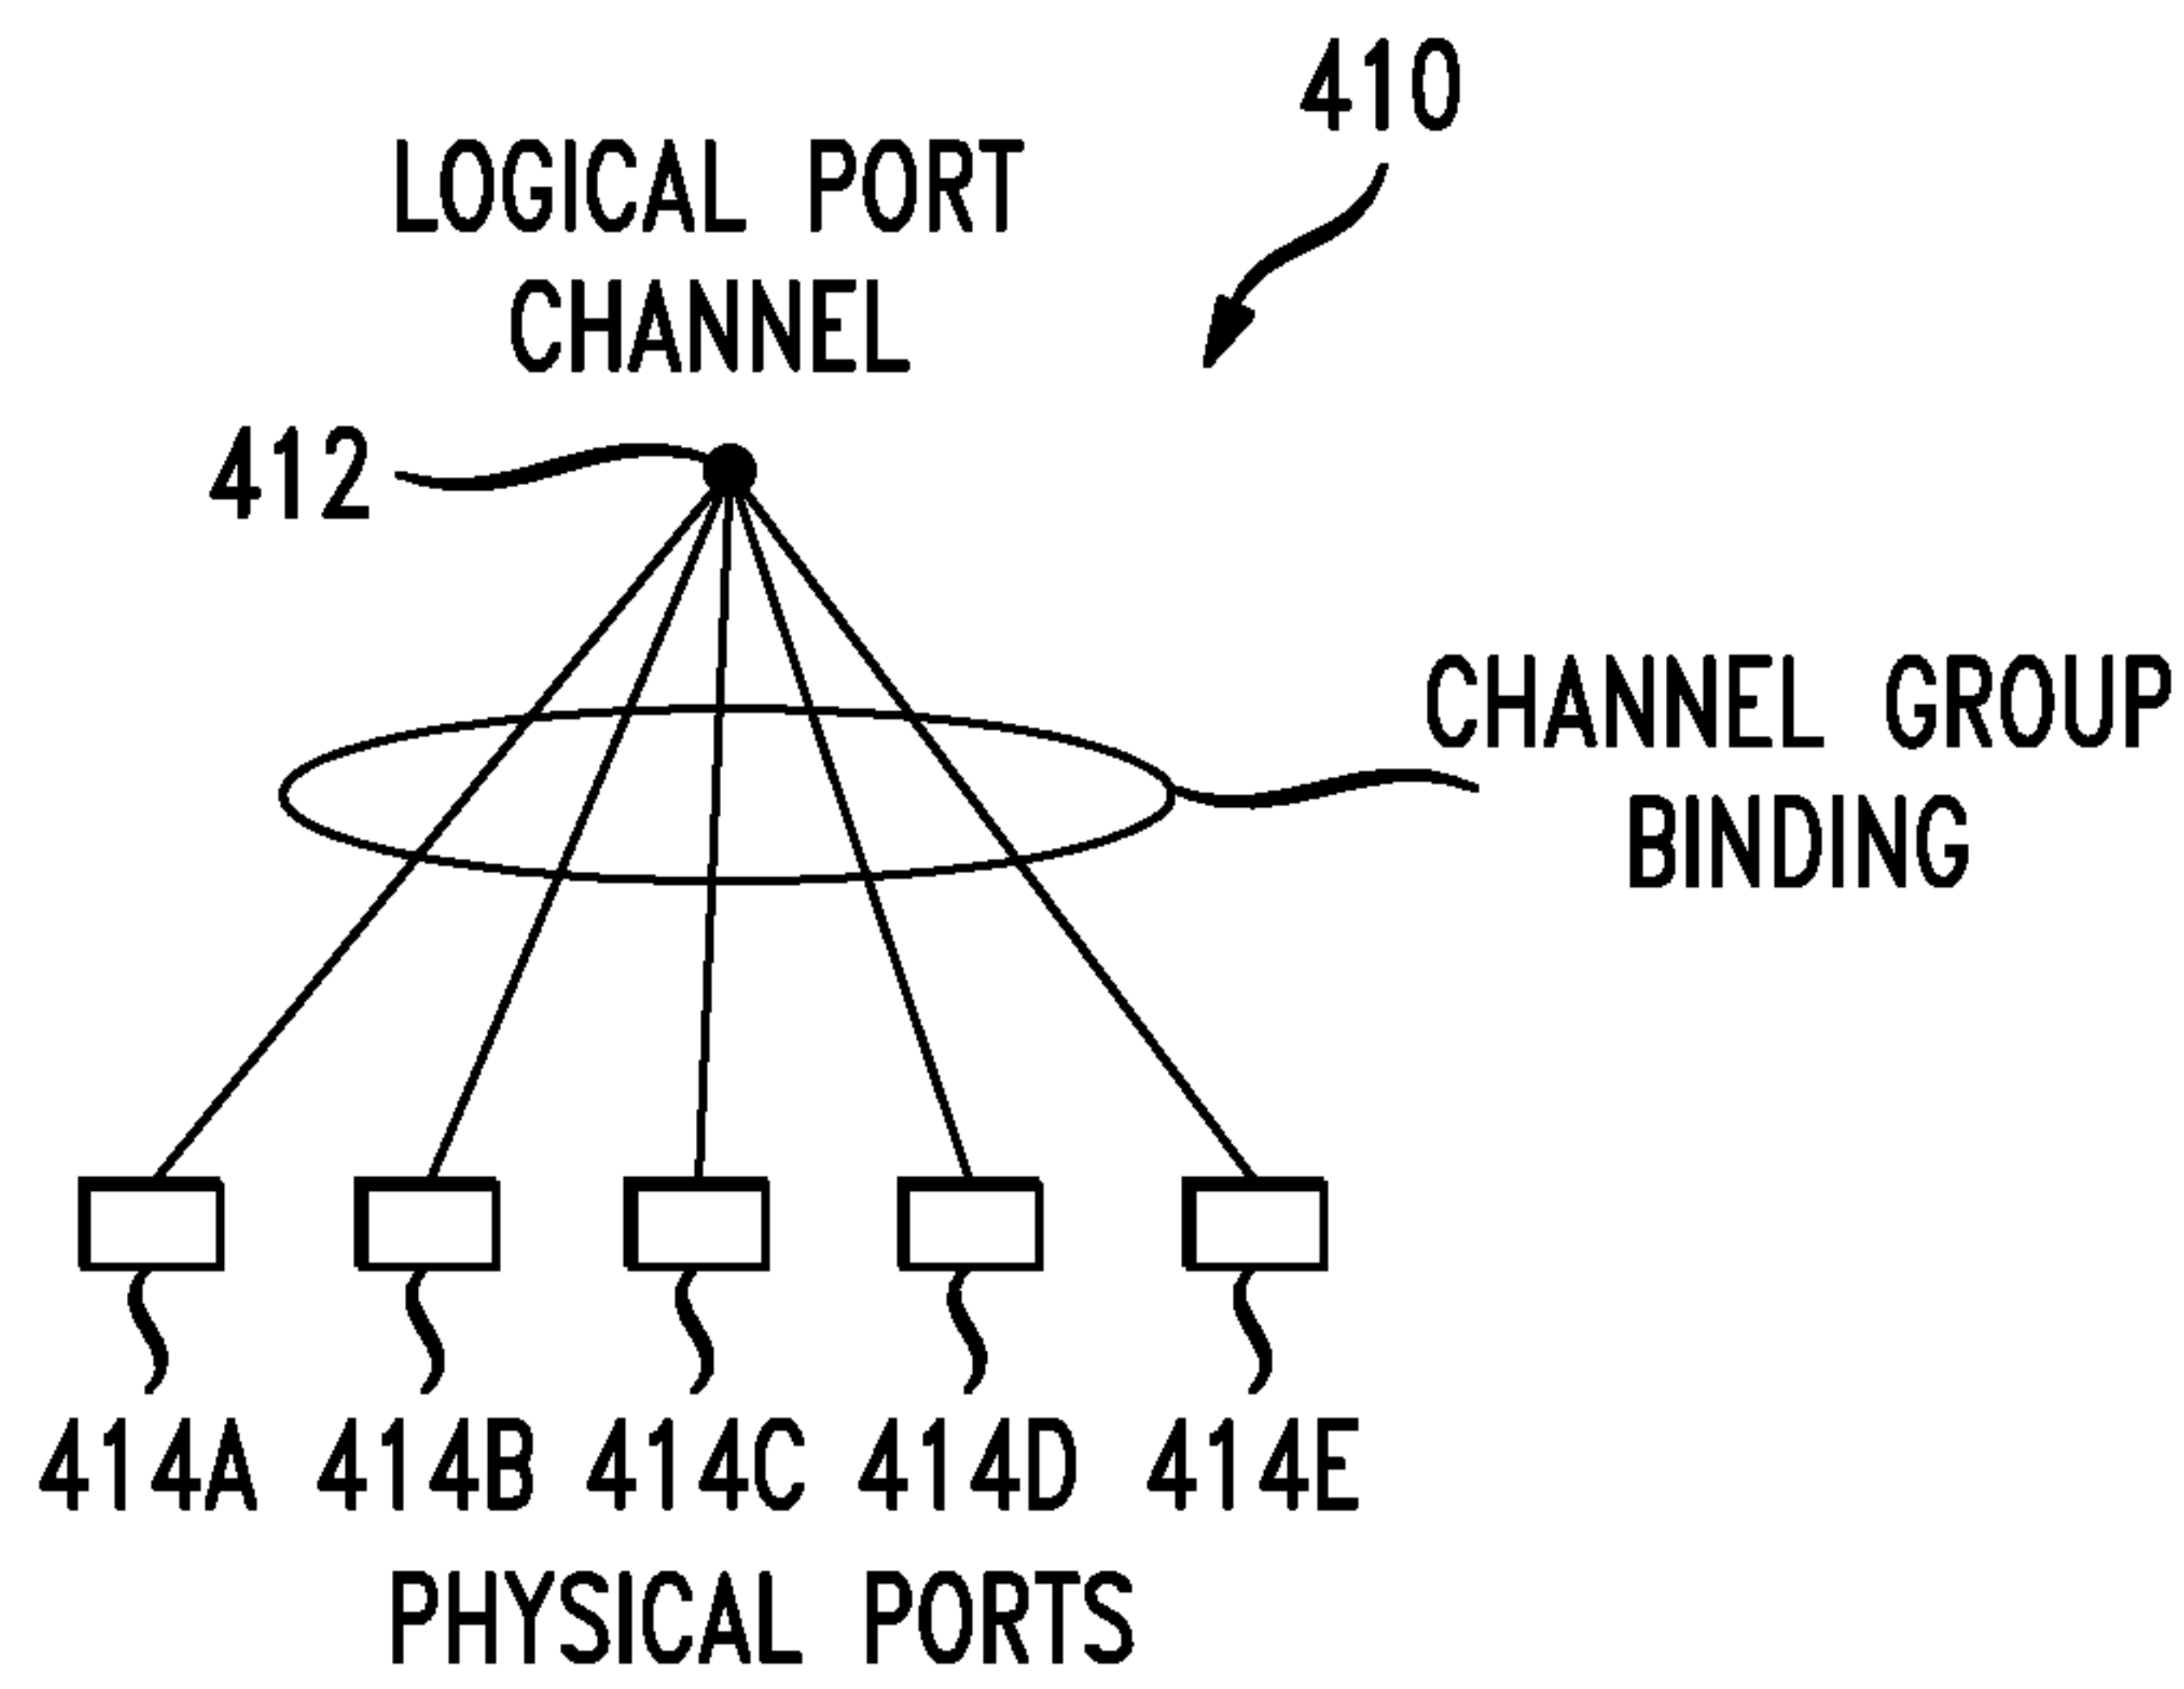 410
LOGICAL PORT
CHANNEL
412
CHANNEL GROUP
BINDING
414A 414B 414C 414D 414E
PHYSICAL PORTS